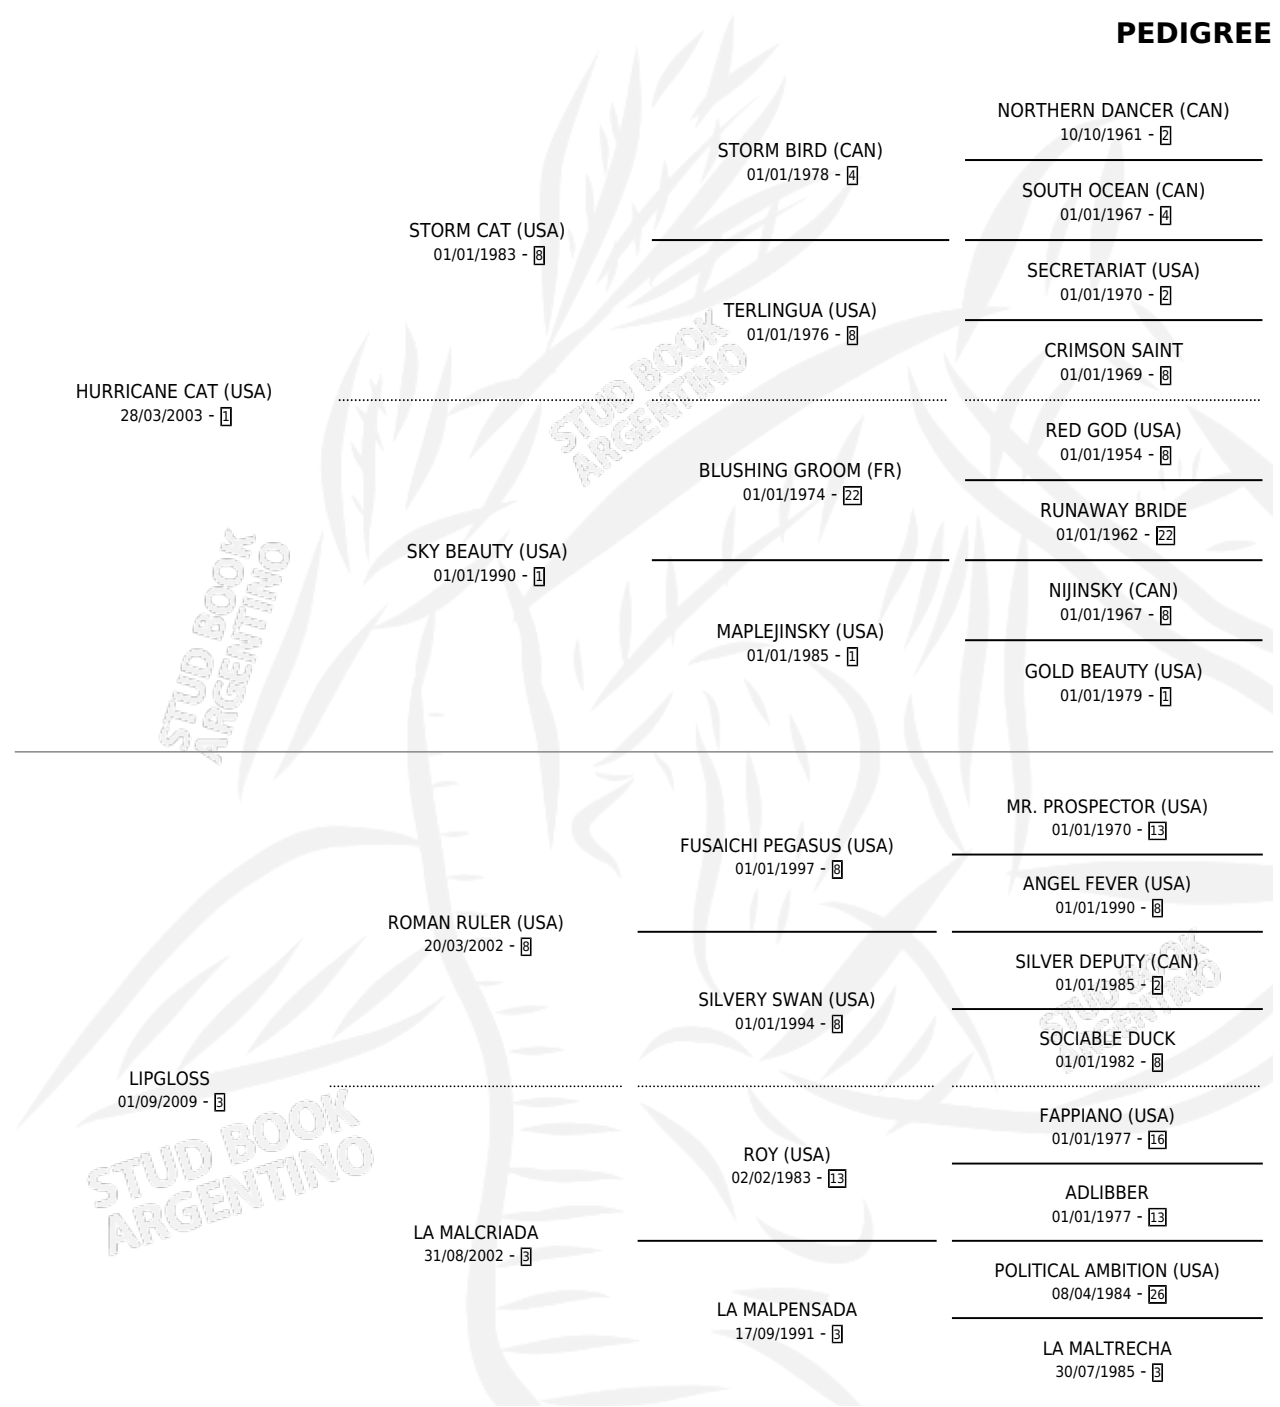 PEDIGREE
NORTHERN DANCER (CAN)
10/10/1961 - 2
STORM BIRD (CAN)
01/01/1978 - 4
SOUTH OCEAN (CAN)
01/01/1967 - 4
STORM CAT (USA)
01/01/1983 - 8
SECRETARIAT (USA)
01/01/1970 - 2
TERLINGUA (USA)
01/01/1976 - 8
CRIMSON SAINT
01/01/1969 - 8
HURRICANE CAT (USA)
28/03/2003 - 1
RED GOD (USA)
01/01/1954 - 8
BLUSHING GROOM (FR)
01/01/1974 - 22
RUNAWAY BRIDE
01/01/1962 - 22
SKY BEAUTY (USA)
01/01/1990 - 1
NIJINSKY (CAN)
01/01/1967 - 8
MAPLEJINSKY (USA)
01/01/1985 - 1
GOLD BEAUTY (USA)
01/01/1979 - 1
MR. PROSPECTOR (USA)
01/01/1970 - 13
FUSAICHI PEGASUS (USA)
01/01/1997 - 8
ANGEL FEVER (USA)
01/01/1990 - 8
ROMAN RULER (USA)
20/03/2002 - 8
SILVER DEPUTY (CAN)
01/01/1985 - 2
SILVERY SWAN (USA)
01/01/1994 - 8
SOCIABLE DUCK
01/01/1982 - 8
LIPGLOSS
01/09/2009 - 3
FAPPIANO (USA)
01/01/1977 - 16
ROY (USA)
02/02/1983 - 13
ADLIBBER
01/01/1977 - 13
LA MALCRIADA
31/08/2002 - 3
POLITICAL AMBITION (USA)
08/04/1984 - 26
LA MALPENSADA
17/09/1991 - 3
LA MALTRECHA
30/07/1985 - 3
STUD BOOK
ARGENTINO
STUD BOOK
ARGENTINO
STUD BOOK
ARGENTINO
STUD BOOK
ARGENTINO